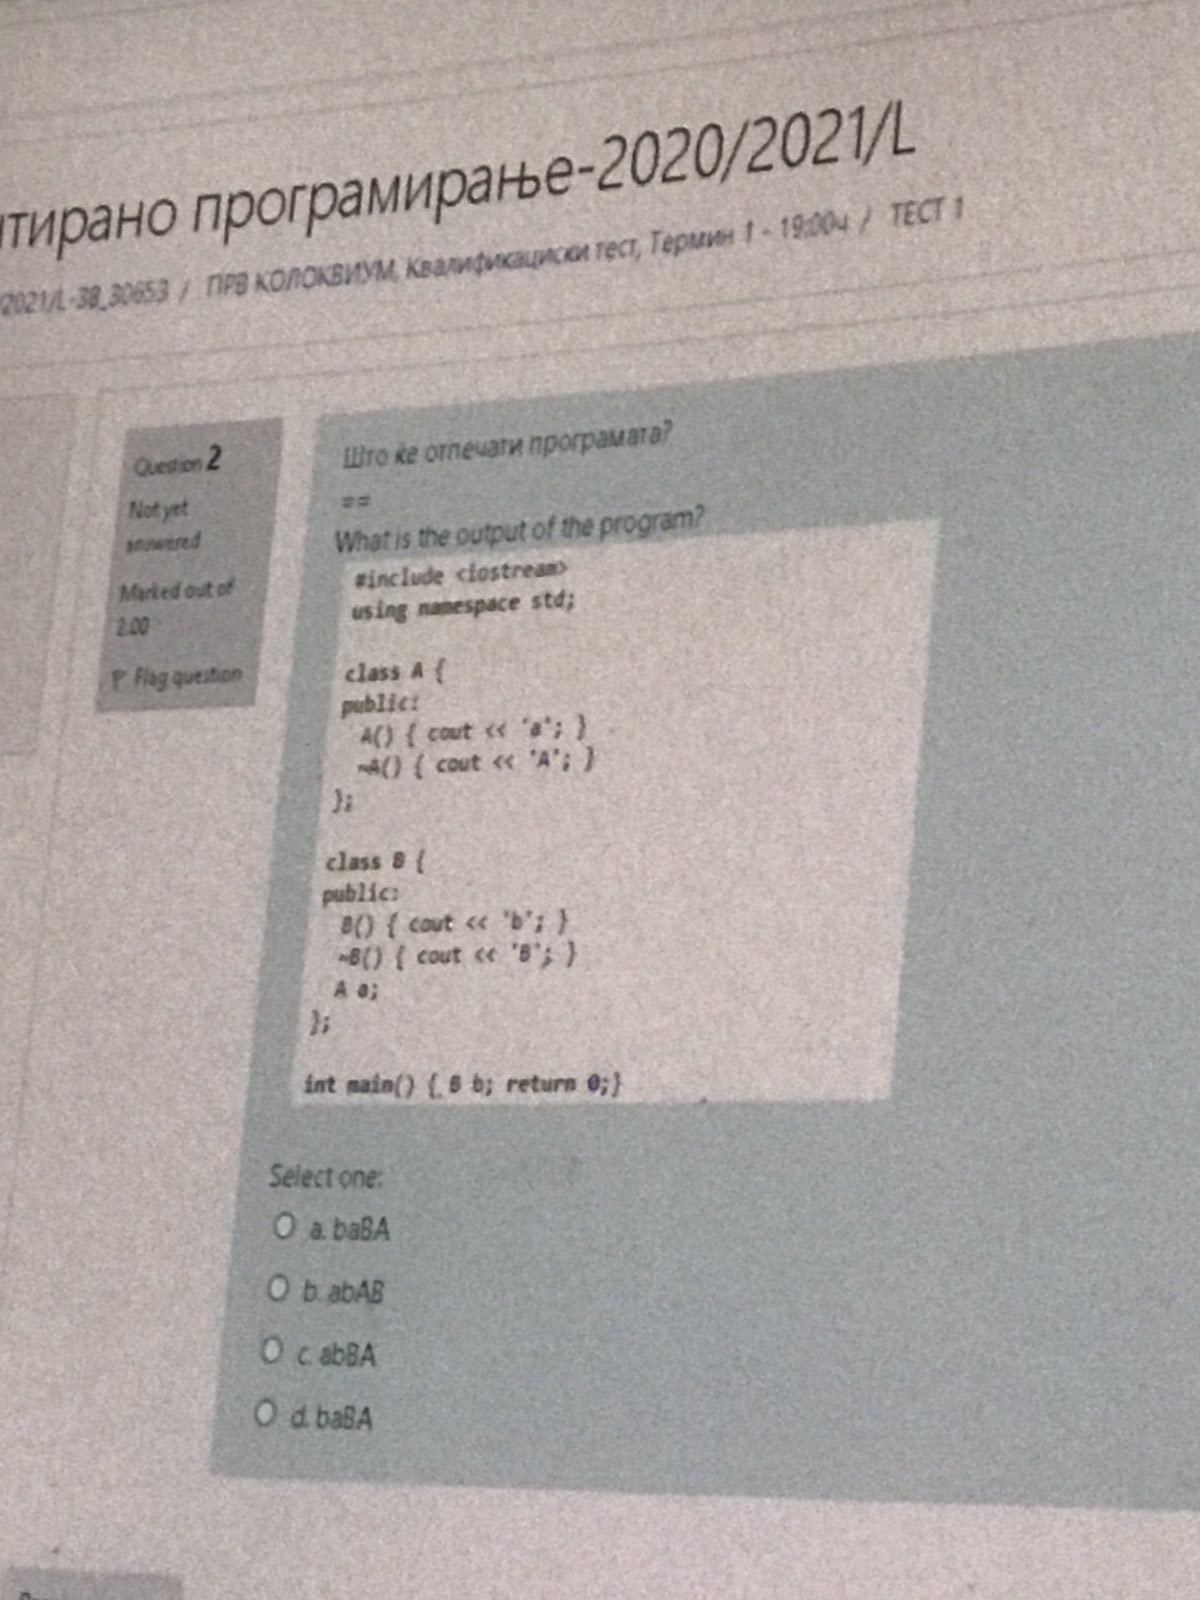 нтирано програмирање-2020/2021/L
/2021/L-38_30653 / ПРВ КОЛОКВИУМ, Квалификациски тест, Термин 1 - 19:00ч / ТЕСТ 1
Question 2
Not yet
answered
Marked out of
2.00
Flag question
Што ќе отпечати програмата?
==
What is the output of the program?
#include <iostream>
using namespace std;
class A {
public:
A() { cout << 'a'; }
~A() { cout << 'A'; }
};
class B {
public:
B() { cout << 'b'; }
~B() { cout << 'B'; }
A a;
};
int main() { B b; return 0;}
Select one:
a. baBA
b. abAB
c. abBA
d. baBA